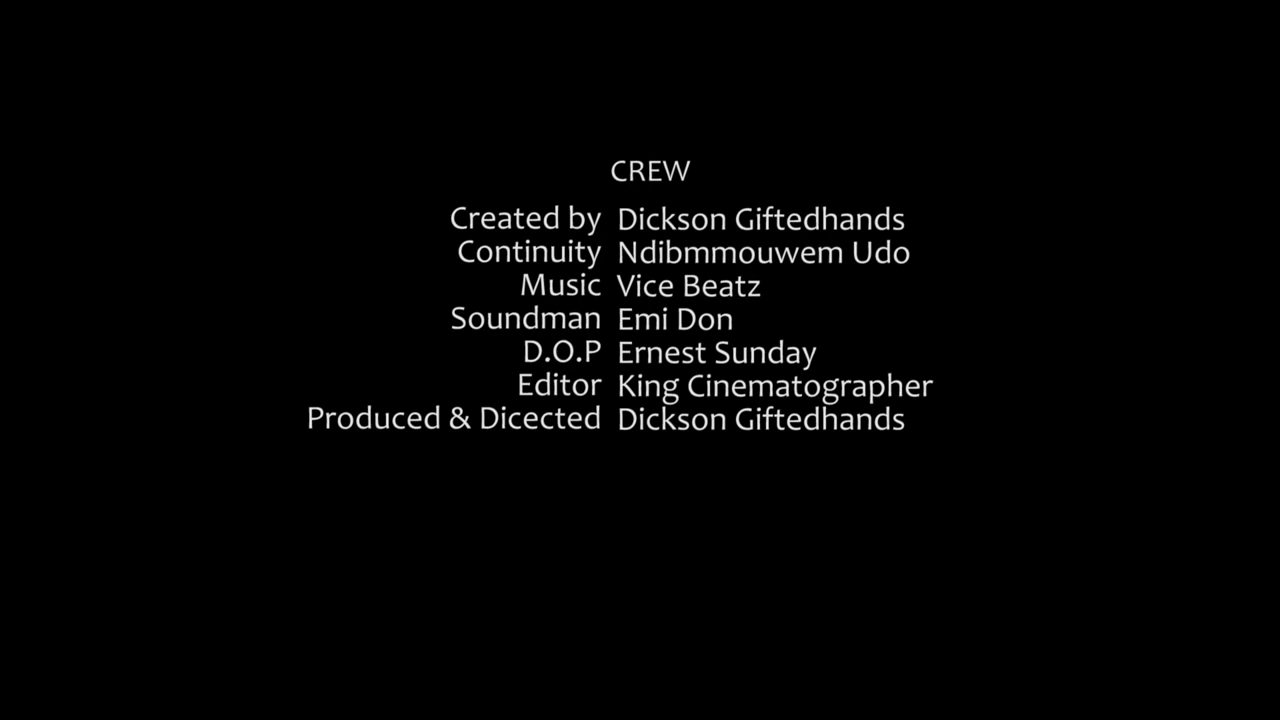 CREW
Created by Dickson Giftedhands
Continuity Ndibmmouwem Udo
Music Vice Beatz
Soundman Emi Don
D.O.P Ernest Sunday
Editor King Cinematographer
Produced & Dicected Dickson Giftedhands